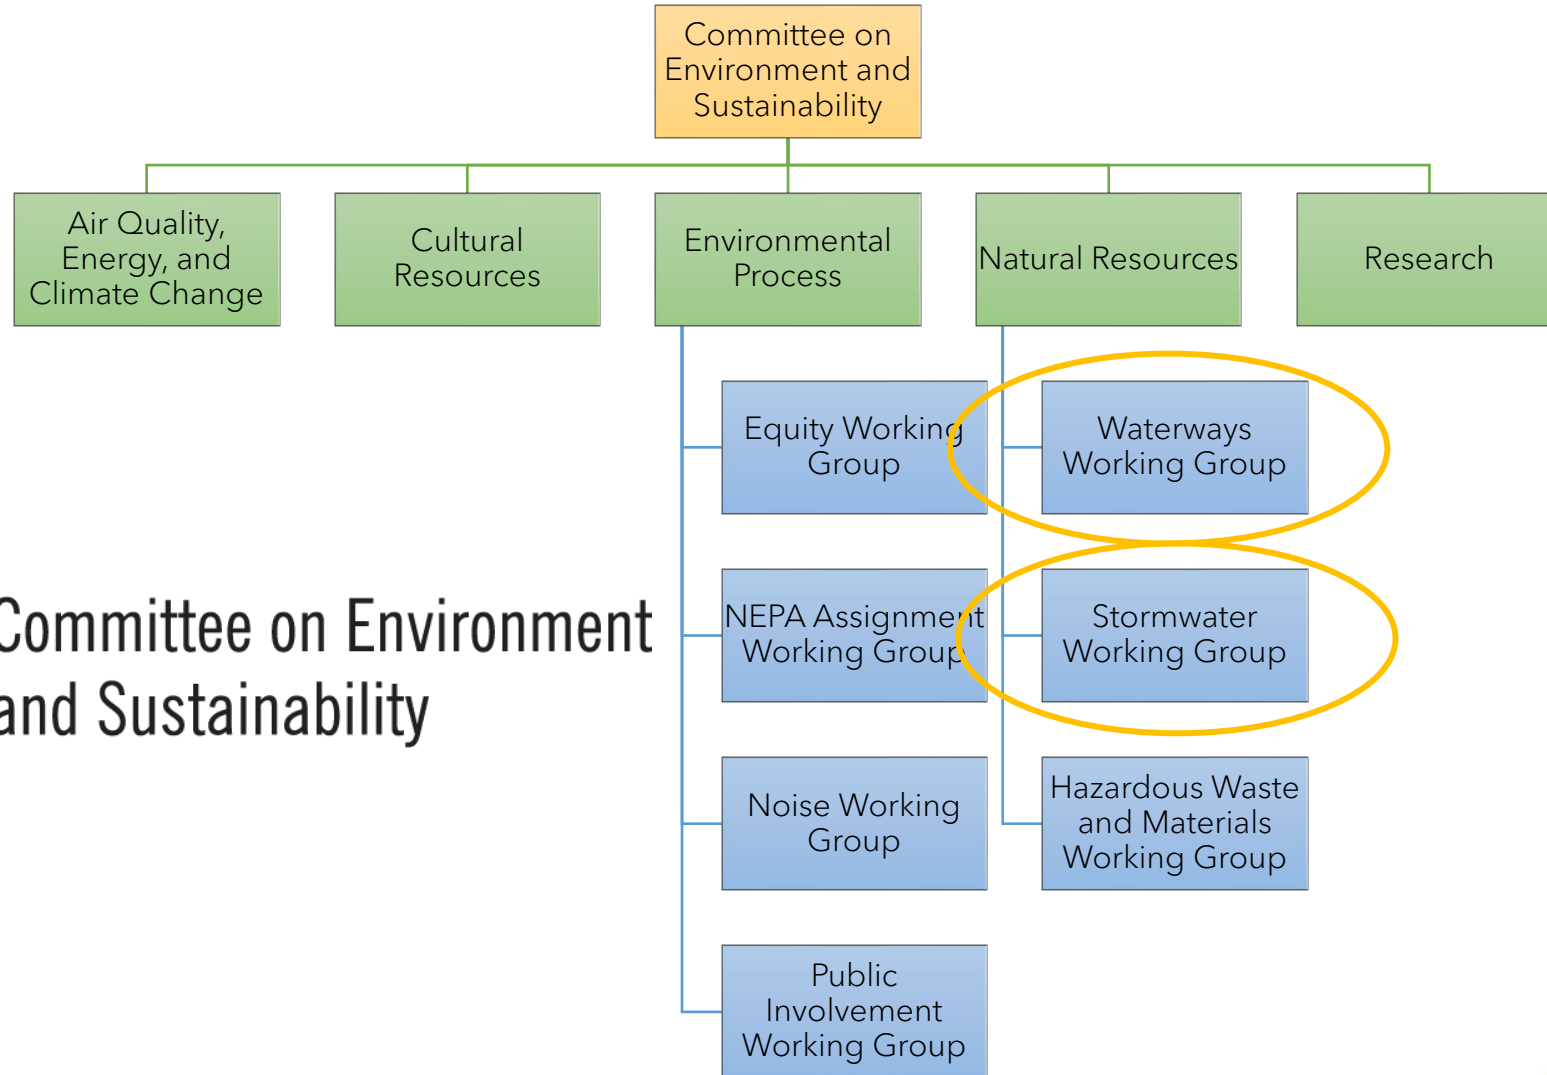 Committee on
Environment and
Sustainability
Air Quality,
Energy, and
Climate Change
Cultural
Resources
Environmental
Process
Natural Resources
Research
Equity Working
Group
Waterways
Working Group
NEPA Assignment
Working Group
Stormwater
Working Group
Committee on Environment
and Sustainability
Noise Working
Group
Hazardous Waste
and Materials
Working Group
Public
Involvement
Working Group